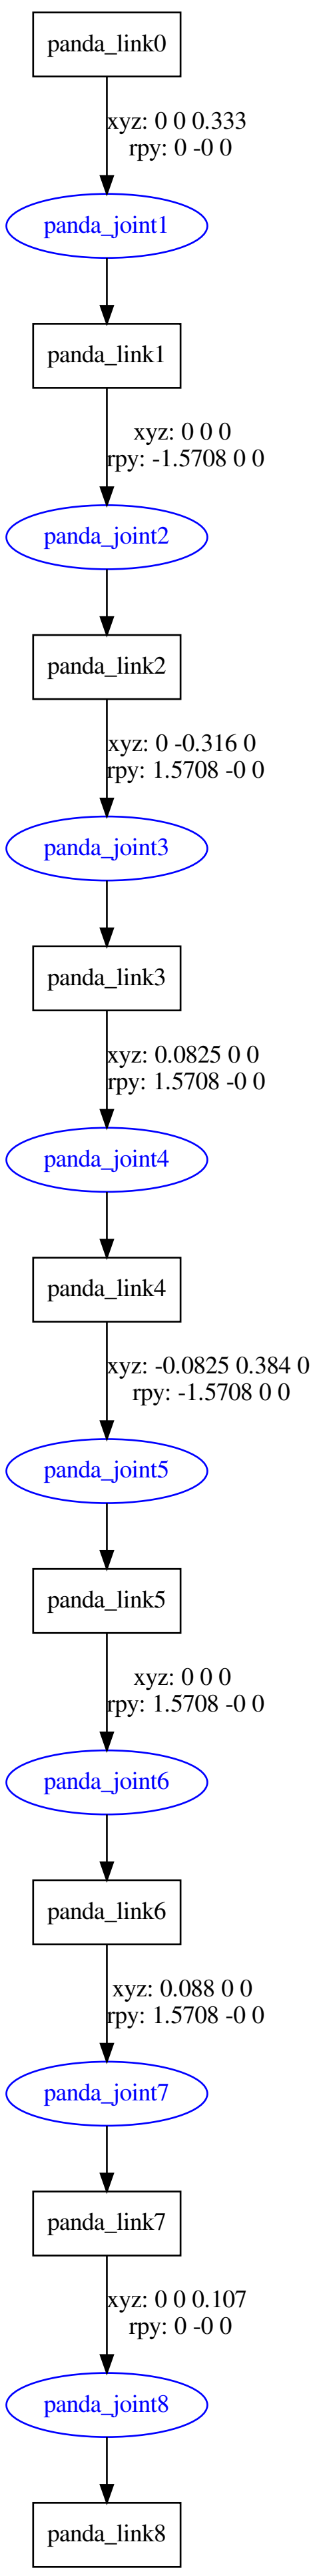 panda_link0
xyz: 0 0 0.333
rpy: 0 -0 0
panda_joint1
panda_link1
xyz: 0 0 0
rpy: -1.5708 0 0
panda_joint2
panda_link2
xyz: 0 -0.316 0
rpy: 1.5708 -0 0
panda_joint3
panda_link3
xyz: 0.0825 0 0
rpy: 1.5708 -0 0
panda_joint4
panda_link4
xyz: -0.0825 0.384 0
rpy: -1.5708 0 0
panda_joint5
panda_link5
xyz: 0 0 0
rpy: 1.5708 -0 0
panda_joint6
panda_link6
xyz: 0.088 0 0
rpy: 1.5708 -0 0
panda_joint7
panda_link7
xyz: 0 0 0.107
rpy: 0 -0 0
panda_joint8
panda_link8